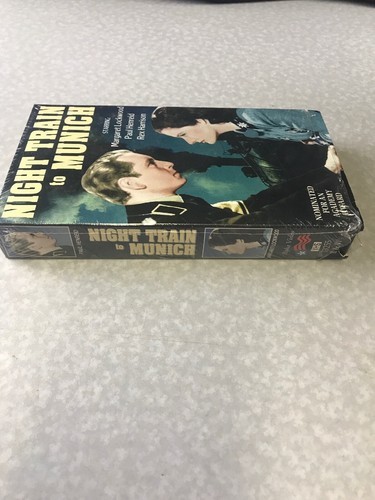 NIGHT TRAIN
to MUNICH
STARRING
Margaret Lockwood
Paul Henreid
Rex Harrison
NOMINATED
FOR AN
ACADEMY
AWARD
NIGHT TRAIN
to MUNICH